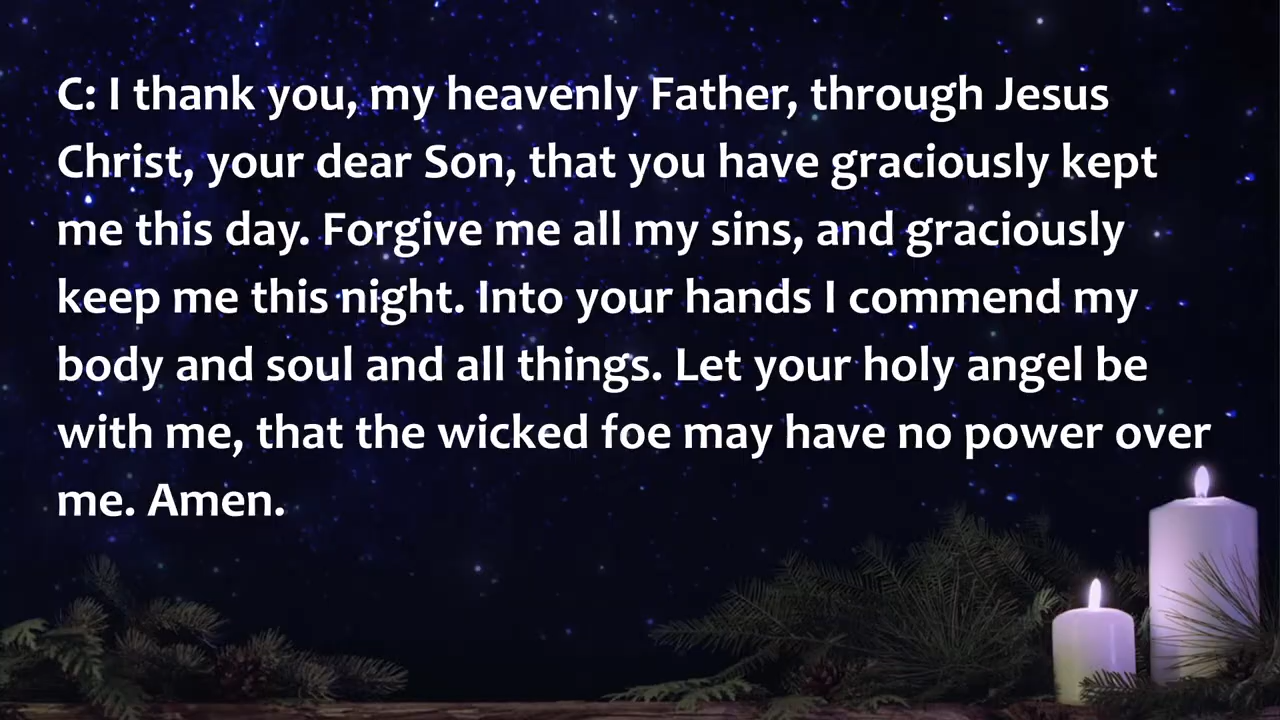 C: I thank you, my heavenly Father, through Jesus
Christ, your dear Son, that you have graciously kept
me this day. Forgive me all my sins, and graciously
keep me this night. Into your hands I commend my
body and soul and all things. Let your holy angel be
with me, that the wicked foe may have no power over
me. Amen.